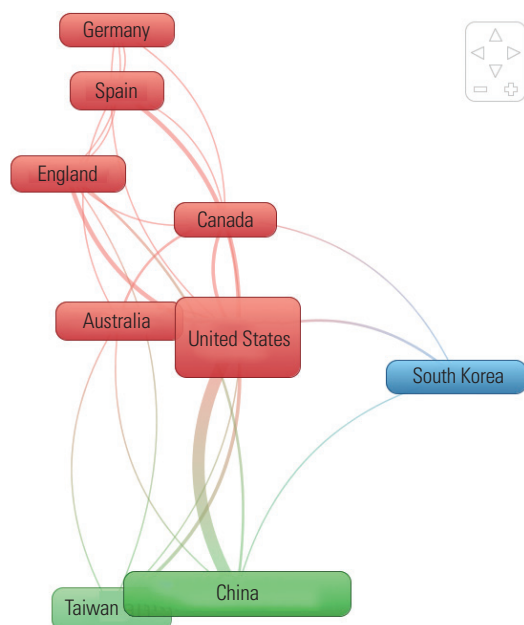 Germany
Spain
England
Canada
Australia
United States
South Korea
China
Taiwan